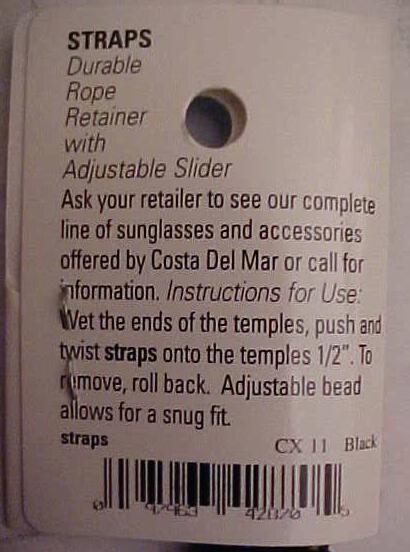 STRAPS
Durable
Rope
Retainer
with
Adjustable Slider
Ask your retailer to see our complete
line of sunglasses and accessories
offered by Costa Del Mar or call for
information. Instructions for Use:
Wet the ends of the temples, push and
twist straps onto the temples 1/2". To
remove, roll back. Adjustable bead
allows for a snug fit.
straps
CX 11 Black
0